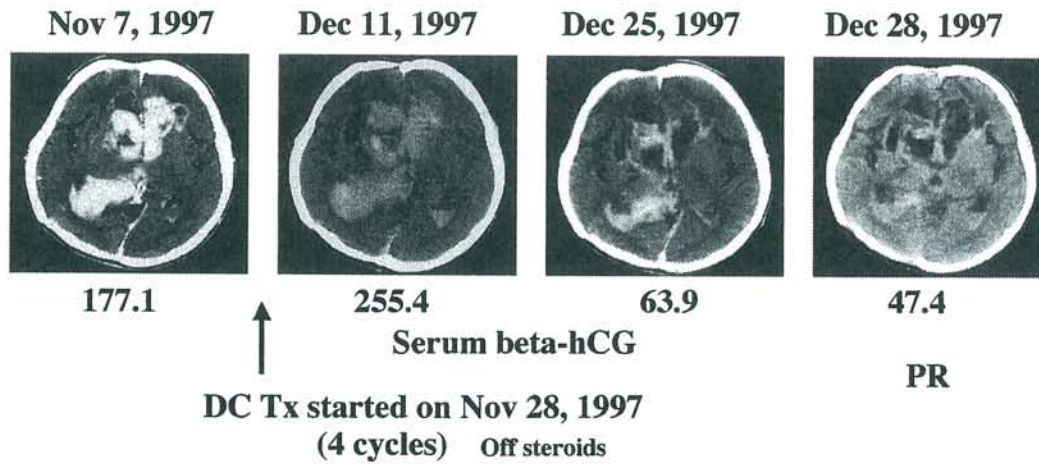 Nov 7, 1997 Dec 11, 1997 Dec 25, 1997 Dec 28, 1997
177.1 255.4 63.9 47.4
Serum beta-hCG
PR
DC Tx started on Nov 28, 1997
(4 cycles) Off steroids